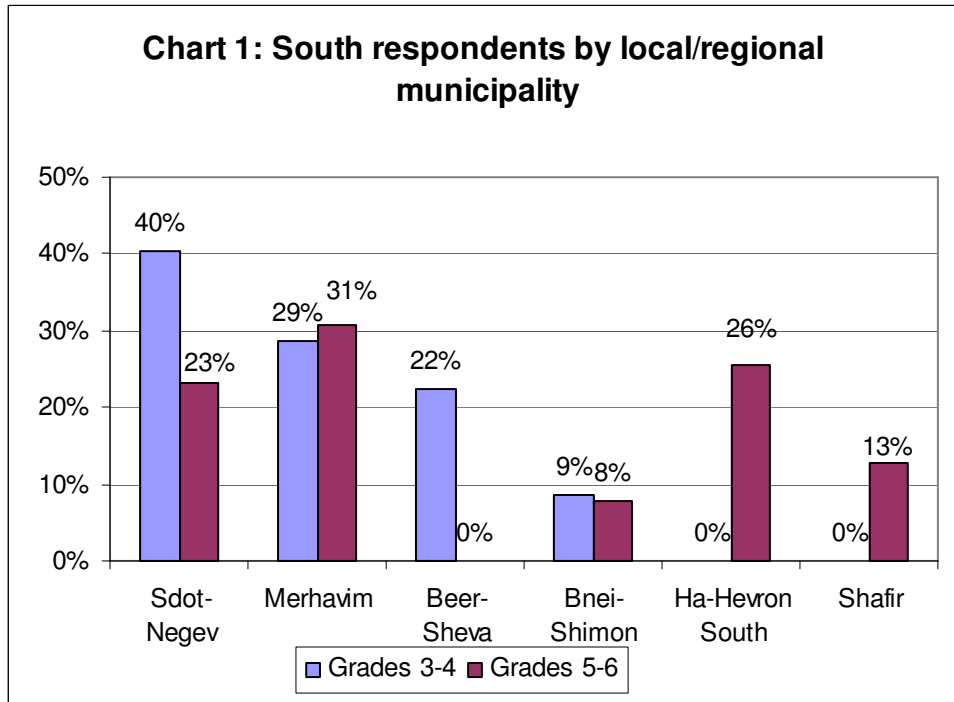 Chart 1: South respondents by local/regional
municipality
50%
40%
30%
20%
10%
0%
40%
23%
29%
31%
22%
0%
9%
8%
0%
26%
0%
13%
Sdot-
Negev
Merhavim
Beer-
Sheva
Bnei-
Shimon
Ha-Hevron
South
Shafir
Grades 3-4
Grades 5-6